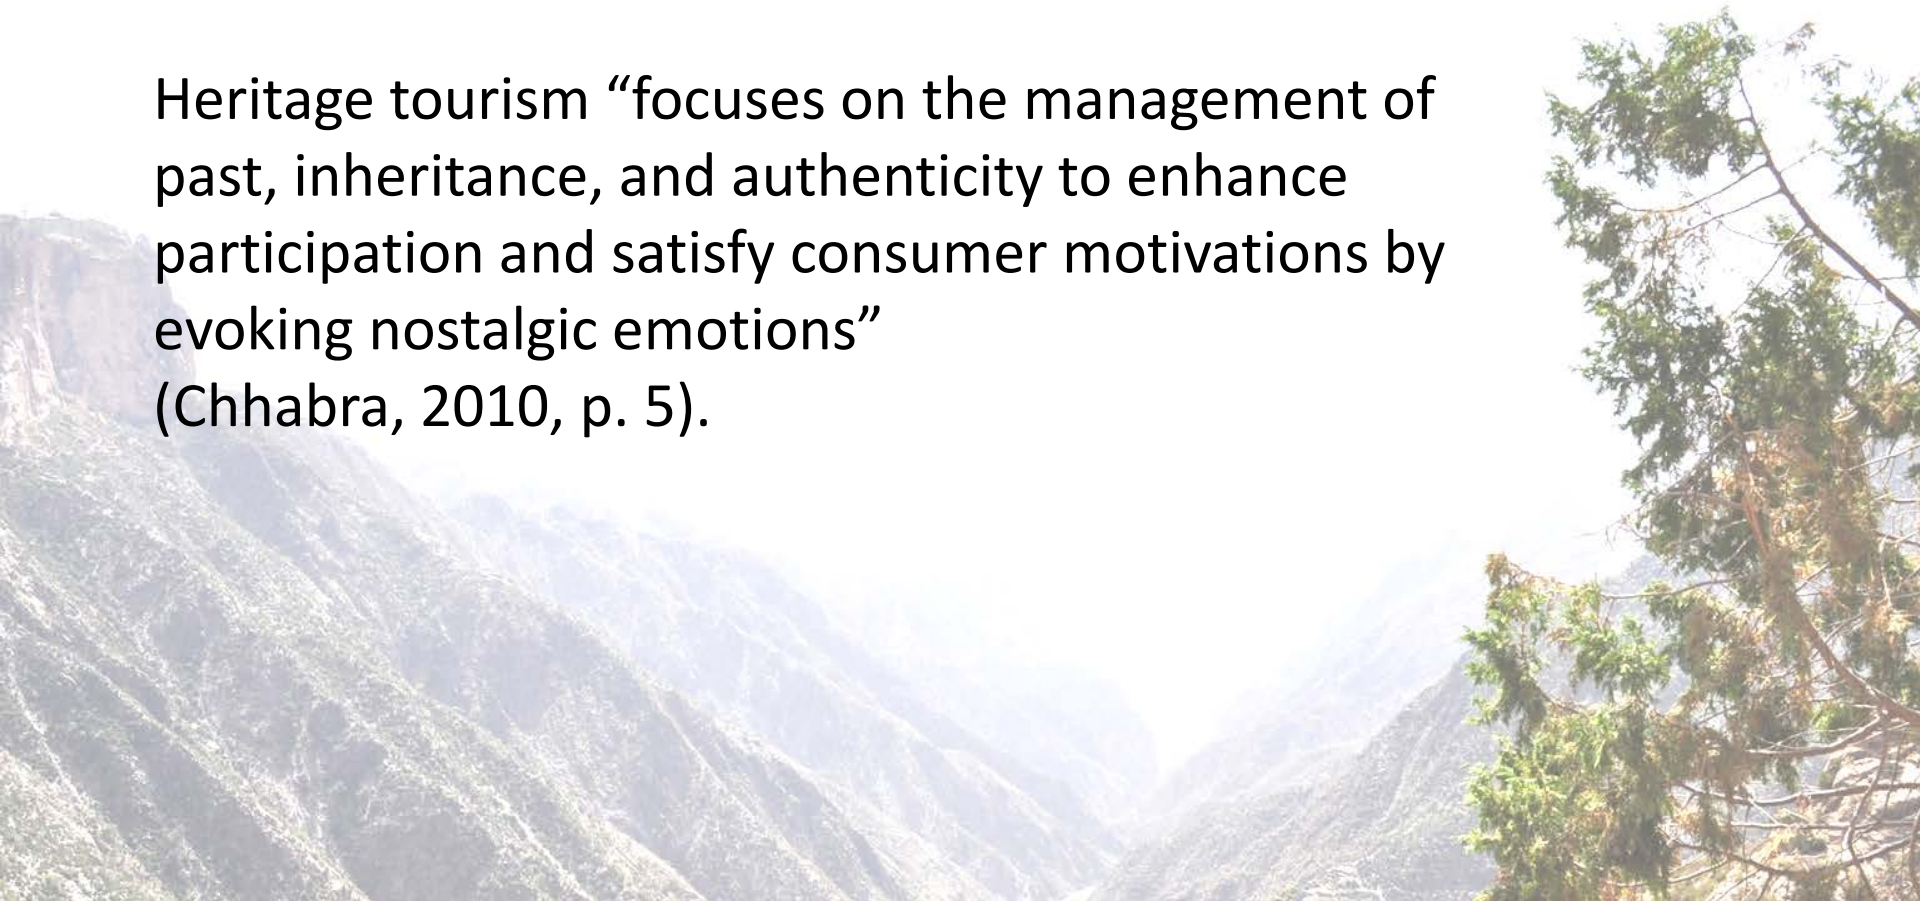 Heritage tourism “focuses on the management of
past, inheritance, and authenticity to enhance
participation and satisfy consumer motivations by
evoking nostalgic emotions”
(Chhabra, 2010, p. 5).